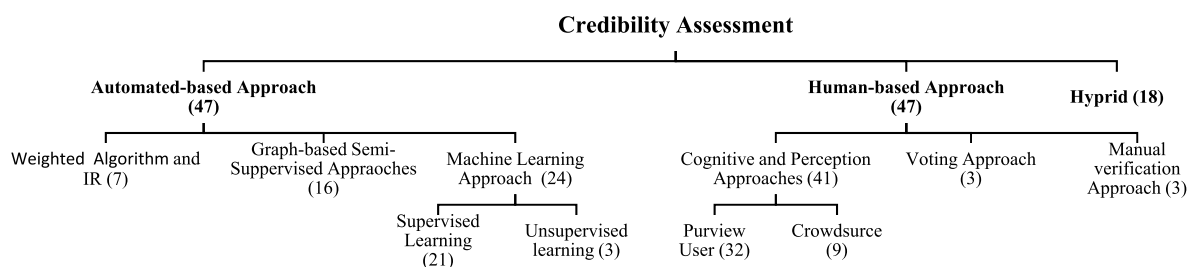 Credibility Assessment
Automated-based Approach
(47)
Human-based Approach
(47)
Hyprid (18)
Weighted Algorithm and
IR (7)
Graph-based Semi-
Suppervised Appraoches
(16)
Machine Learning
Approach (24)
Cognitive and Perception
Approaches (41)
Voting Approach
(3)
Manual
verification
Approach (3)
Supervised
Learning
(21)
Unsupervised
learning (3)
Purview
User (32)
Crowdsurce
(9)